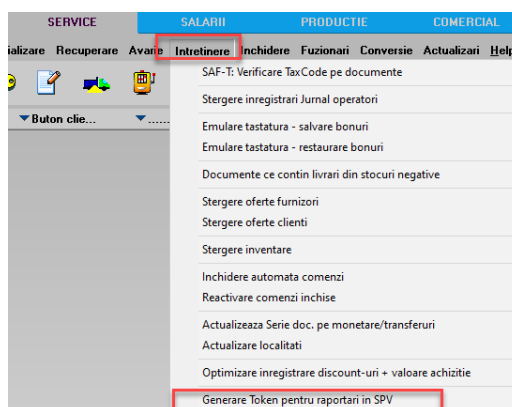 SERVICE SALARII PRODUCTIE COMERCIAL
ializare Recuperare Avarie Intretinere Inchidere Fuzionari Conversie Actualizari Help
SAF-T: Verificare TaxCode pe documente
Stergere inregistrari Jurnal operatori
▼Buton clie... ▼......
Emulare tastatura - salvare bonuri
Emulare tastatura - restaurare bonuri
Documente ce contin livrari din stocuri negative
Stergere oferte furnizori
Stergere oferte clienti
Stergere inventare
Inchidere automata comenzi
Reactivare comenzi inchise
Actualizeaza Serie doc. pe monetare/transferuri
Actualizare localitati
Optimizare inregistrare discount-uri + valoare achizitie
Generare Token pentru raportari in SPV